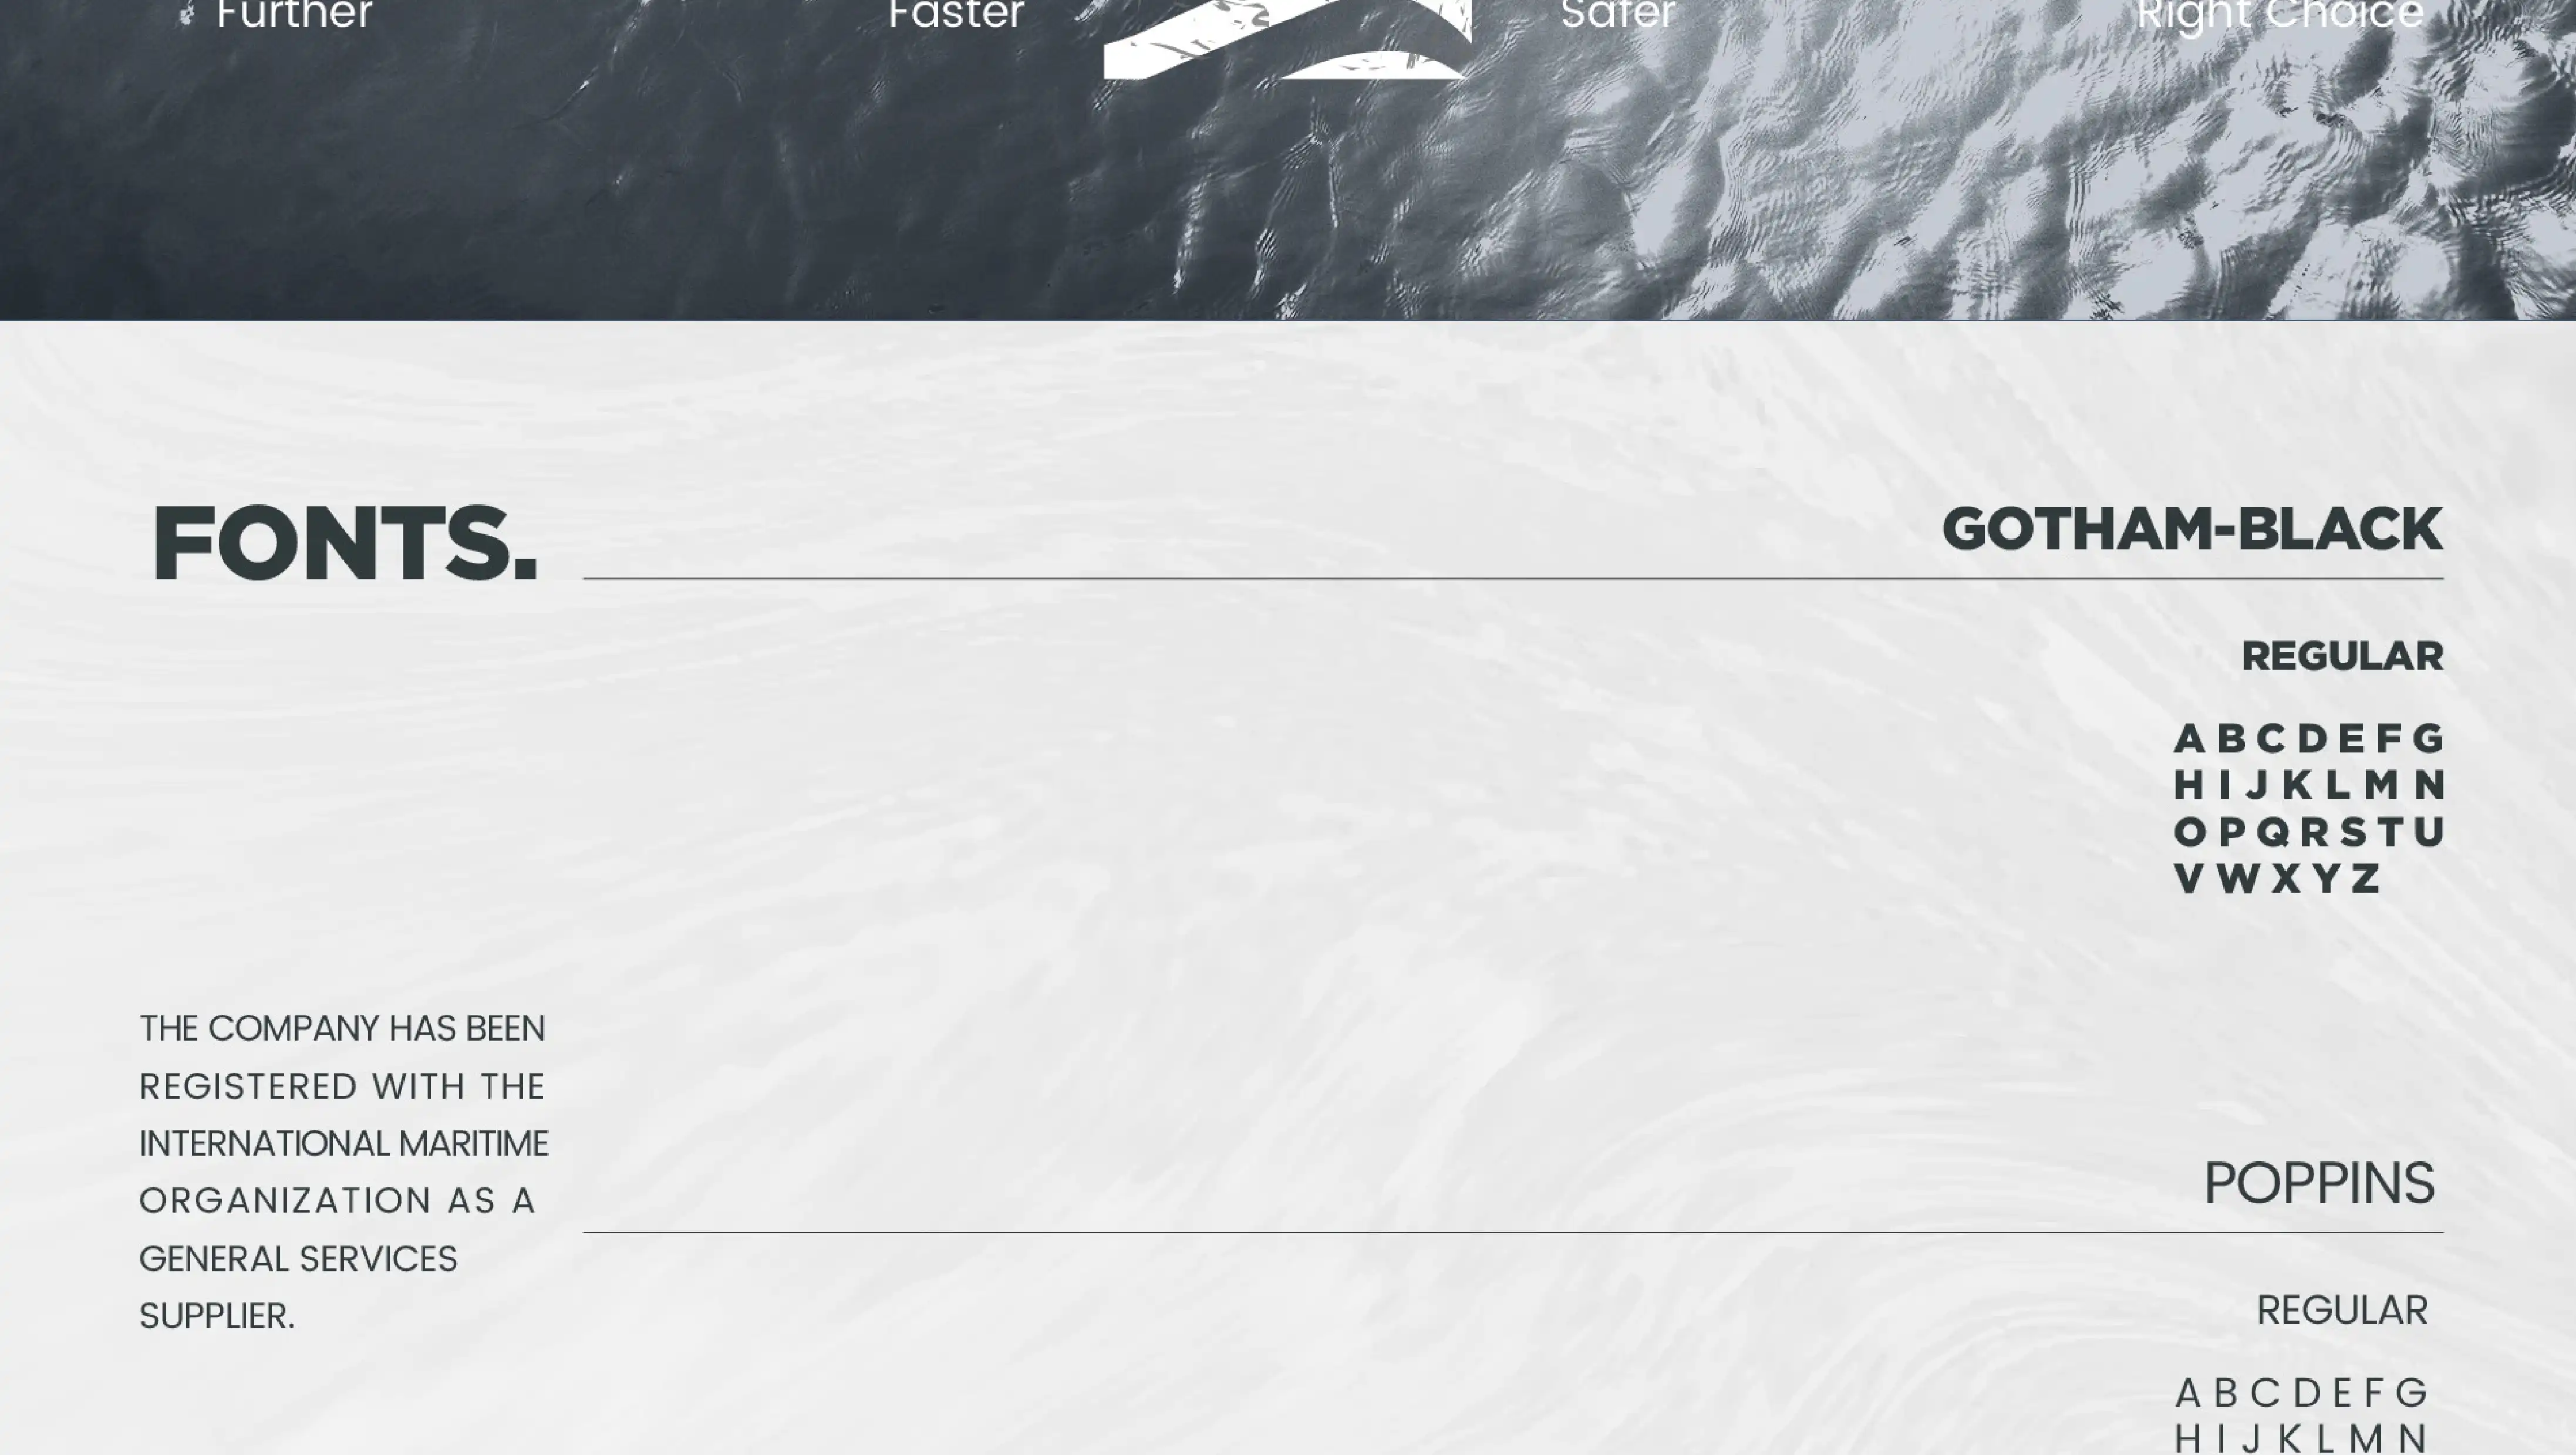 Further
Faster
Safer
Right Choice
FONTS.
GOTHAM-BLACK
REGULAR
A B C D E F G
H I J K L M N
O P Q R S T U
V W X Y Z
THE COMPANY HAS BEEN
REGISTERED WITH THE
INTERNATIONAL MARITIME
ORGANIZATION AS A
GENERAL SERVICES
SUPPLIER.
POPPINS
REGULAR
A B C D E F G
H I J K L M N